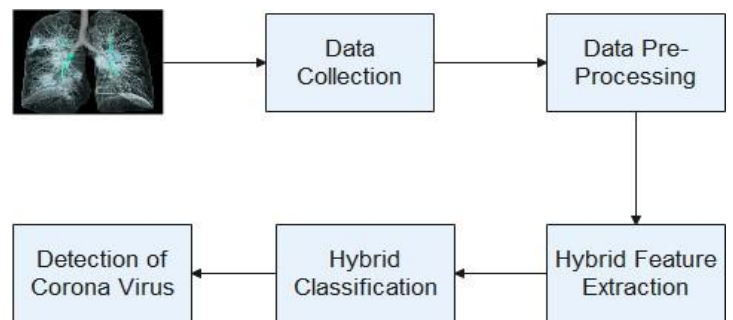 Data
Collection
Data Pre-
Processing
Hybrid Feature
Extraction
Hybrid
Classification
Detection of
Corona Virus